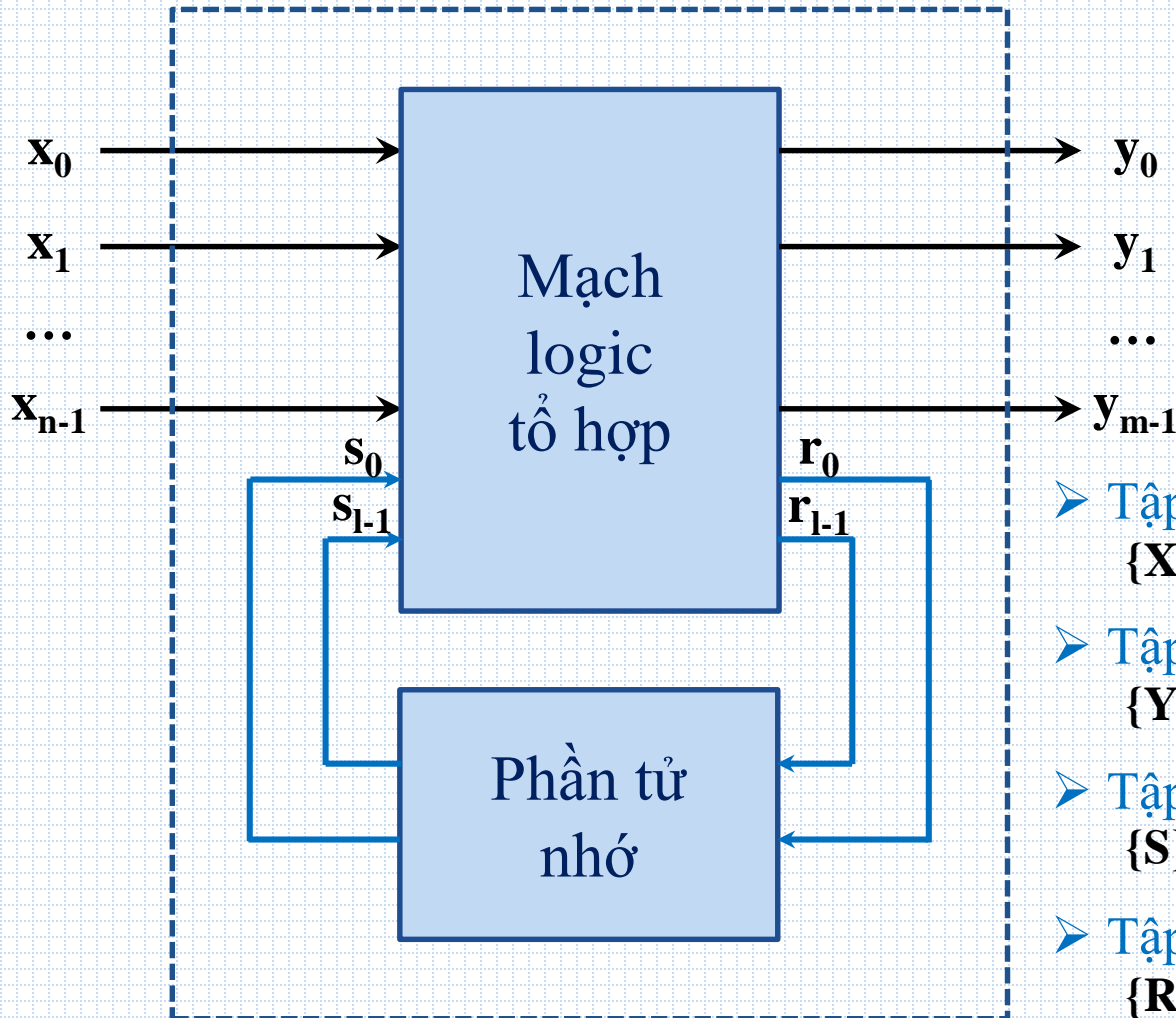 x0
x1
…
xn-1
s0
sl-1
Mạch
logic
tổ hợp
r0
rl-1
y0
y1
…
ym-1
Phần tử
nhớ
➢ Tập
{X
➢ Tập
{Y
➢ Tập
{S}
➢ Tập
{R